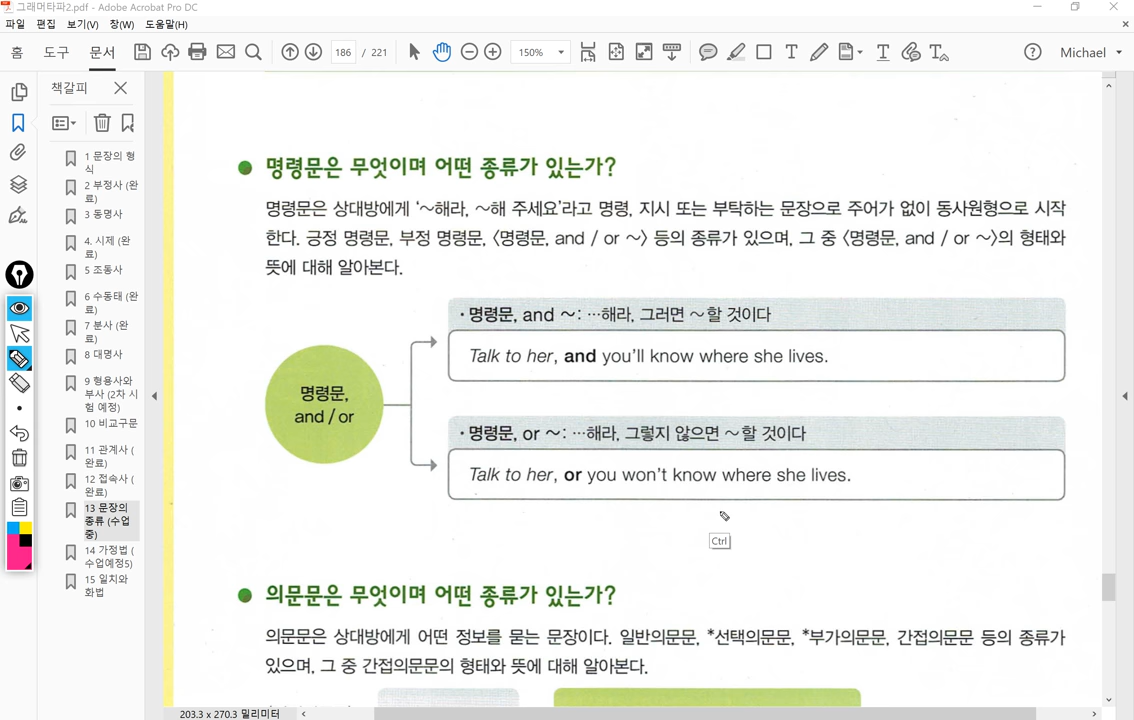 그래머타파2.pdf - Adobe Acrobat Pro DC
파일 편집 보기(V) 창(W) 도움말(H)
홈 도구 문서 186 / 221 150% Michael
책갈피
1 문장의 형
식
2 부정사 (완
료)
3 동명사
4. 시제 (완
료)
5 조동사
6 수동태 (완
료)
7 분사 (완
료)
8 대명사
9 형용사와
부사 (2차 시
험 예정)
10 비교구문
11 관계사 (
완료)
12 접속사 (
완료)
13 문장의
종류 (수업
중)
14 가정법 (
수업예정5)
15 일치와
화법
명령문은 무엇이며 어떤 종류가 있는가?
명령문은 상대방에게 '~해라, ~해 주세요'라고 명령, 지시 또는 부탁하는 문장으로 주어가 없이 동사원형으로 시작
한다. 긍정 명령문, 부정 명령문, 〈명령문, and / or ~〉 등의 종류가 있으며, 그 중 〈명령문, and / or ~〉의 형태와
뜻에 대해 알아본다.
명령문,
and / or
· 명령문, and ~: …해라, 그러면 ~할 것이다
Talk to her, and you'll know where she lives.
· 명령문, or ~: …해라, 그렇지 않으면 ~할 것이다
Talk to her, or you won't know where she lives.
Ctrl
의문문은 무엇이며 어떤 종류가 있는가?
의문문은 상대방에게 어떤 정보를 묻는 문장이다. 일반의문문, *선택의문문, *부가의문문, 간접의문문 등의 종류가
있으며, 그 중 간접의문문의 형태와 뜻에 대해 알아본다.
203.3 x 270.3 밀리미터